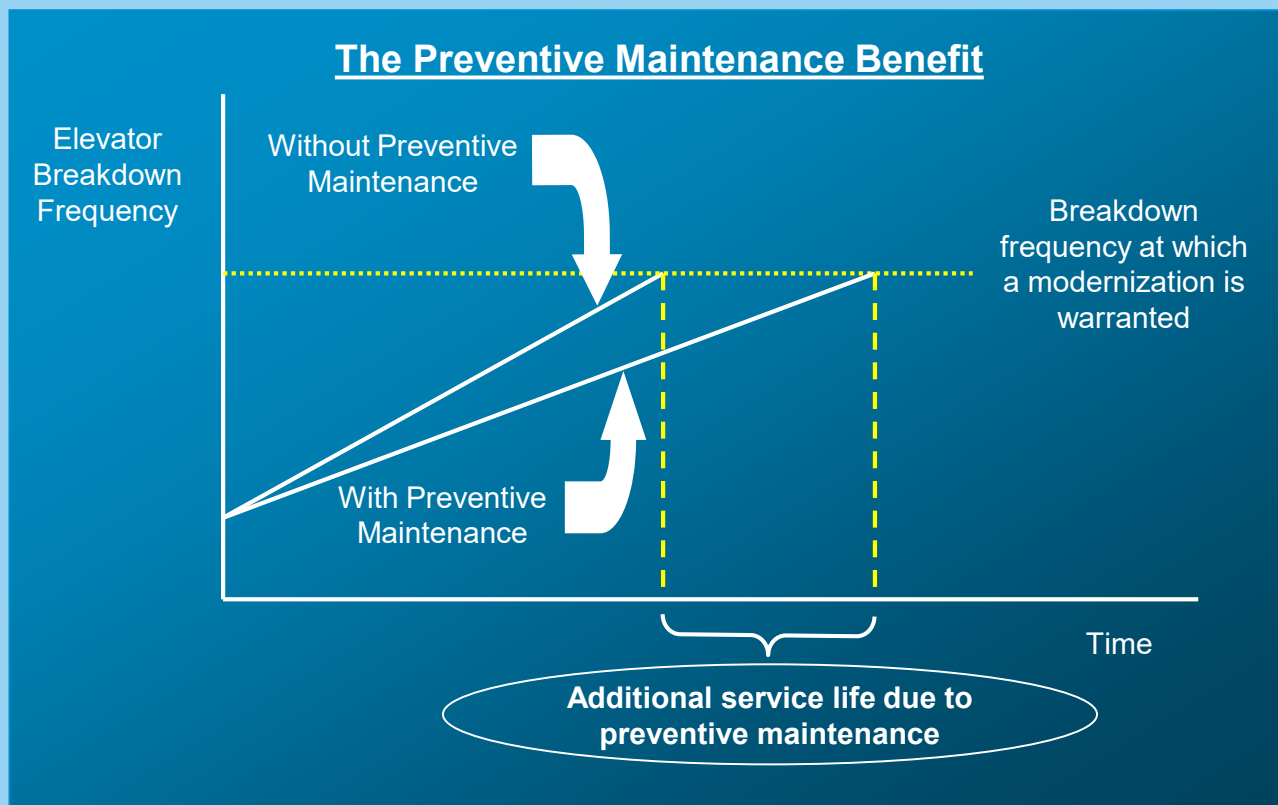 The Preventive Maintenance Benefit
Elevator
Breakdown
Frequency
Without Preventive
Maintenance
Breakdown
frequency at which
a modernization is
warranted
With Preventive
Maintenance
Time
Additional service life due to
preventive maintenance